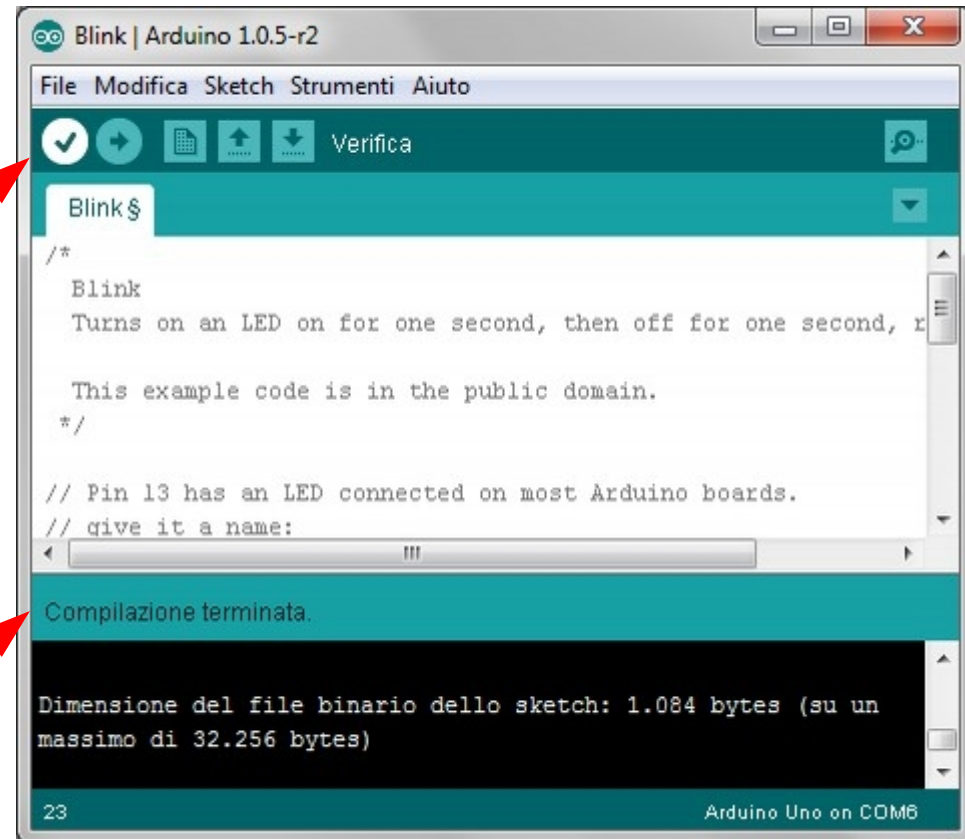 Blink | Arduino 1.0.5-r2
File Modifica Sketch Strumenti Aiuto
Verifica
Blink §
/*
Blink
Turns on an LED on for one second, then off for one second, r
This example code is in the public domain.
*/
// Pin 13 has an LED connected on most Arduino boards.
// give it a name:
Compilazione terminata.
Dimensione del file binario dello sketch: 1.084 bytes (su un
massimo di 32.256 bytes)
23 Arduino Uno on COM6